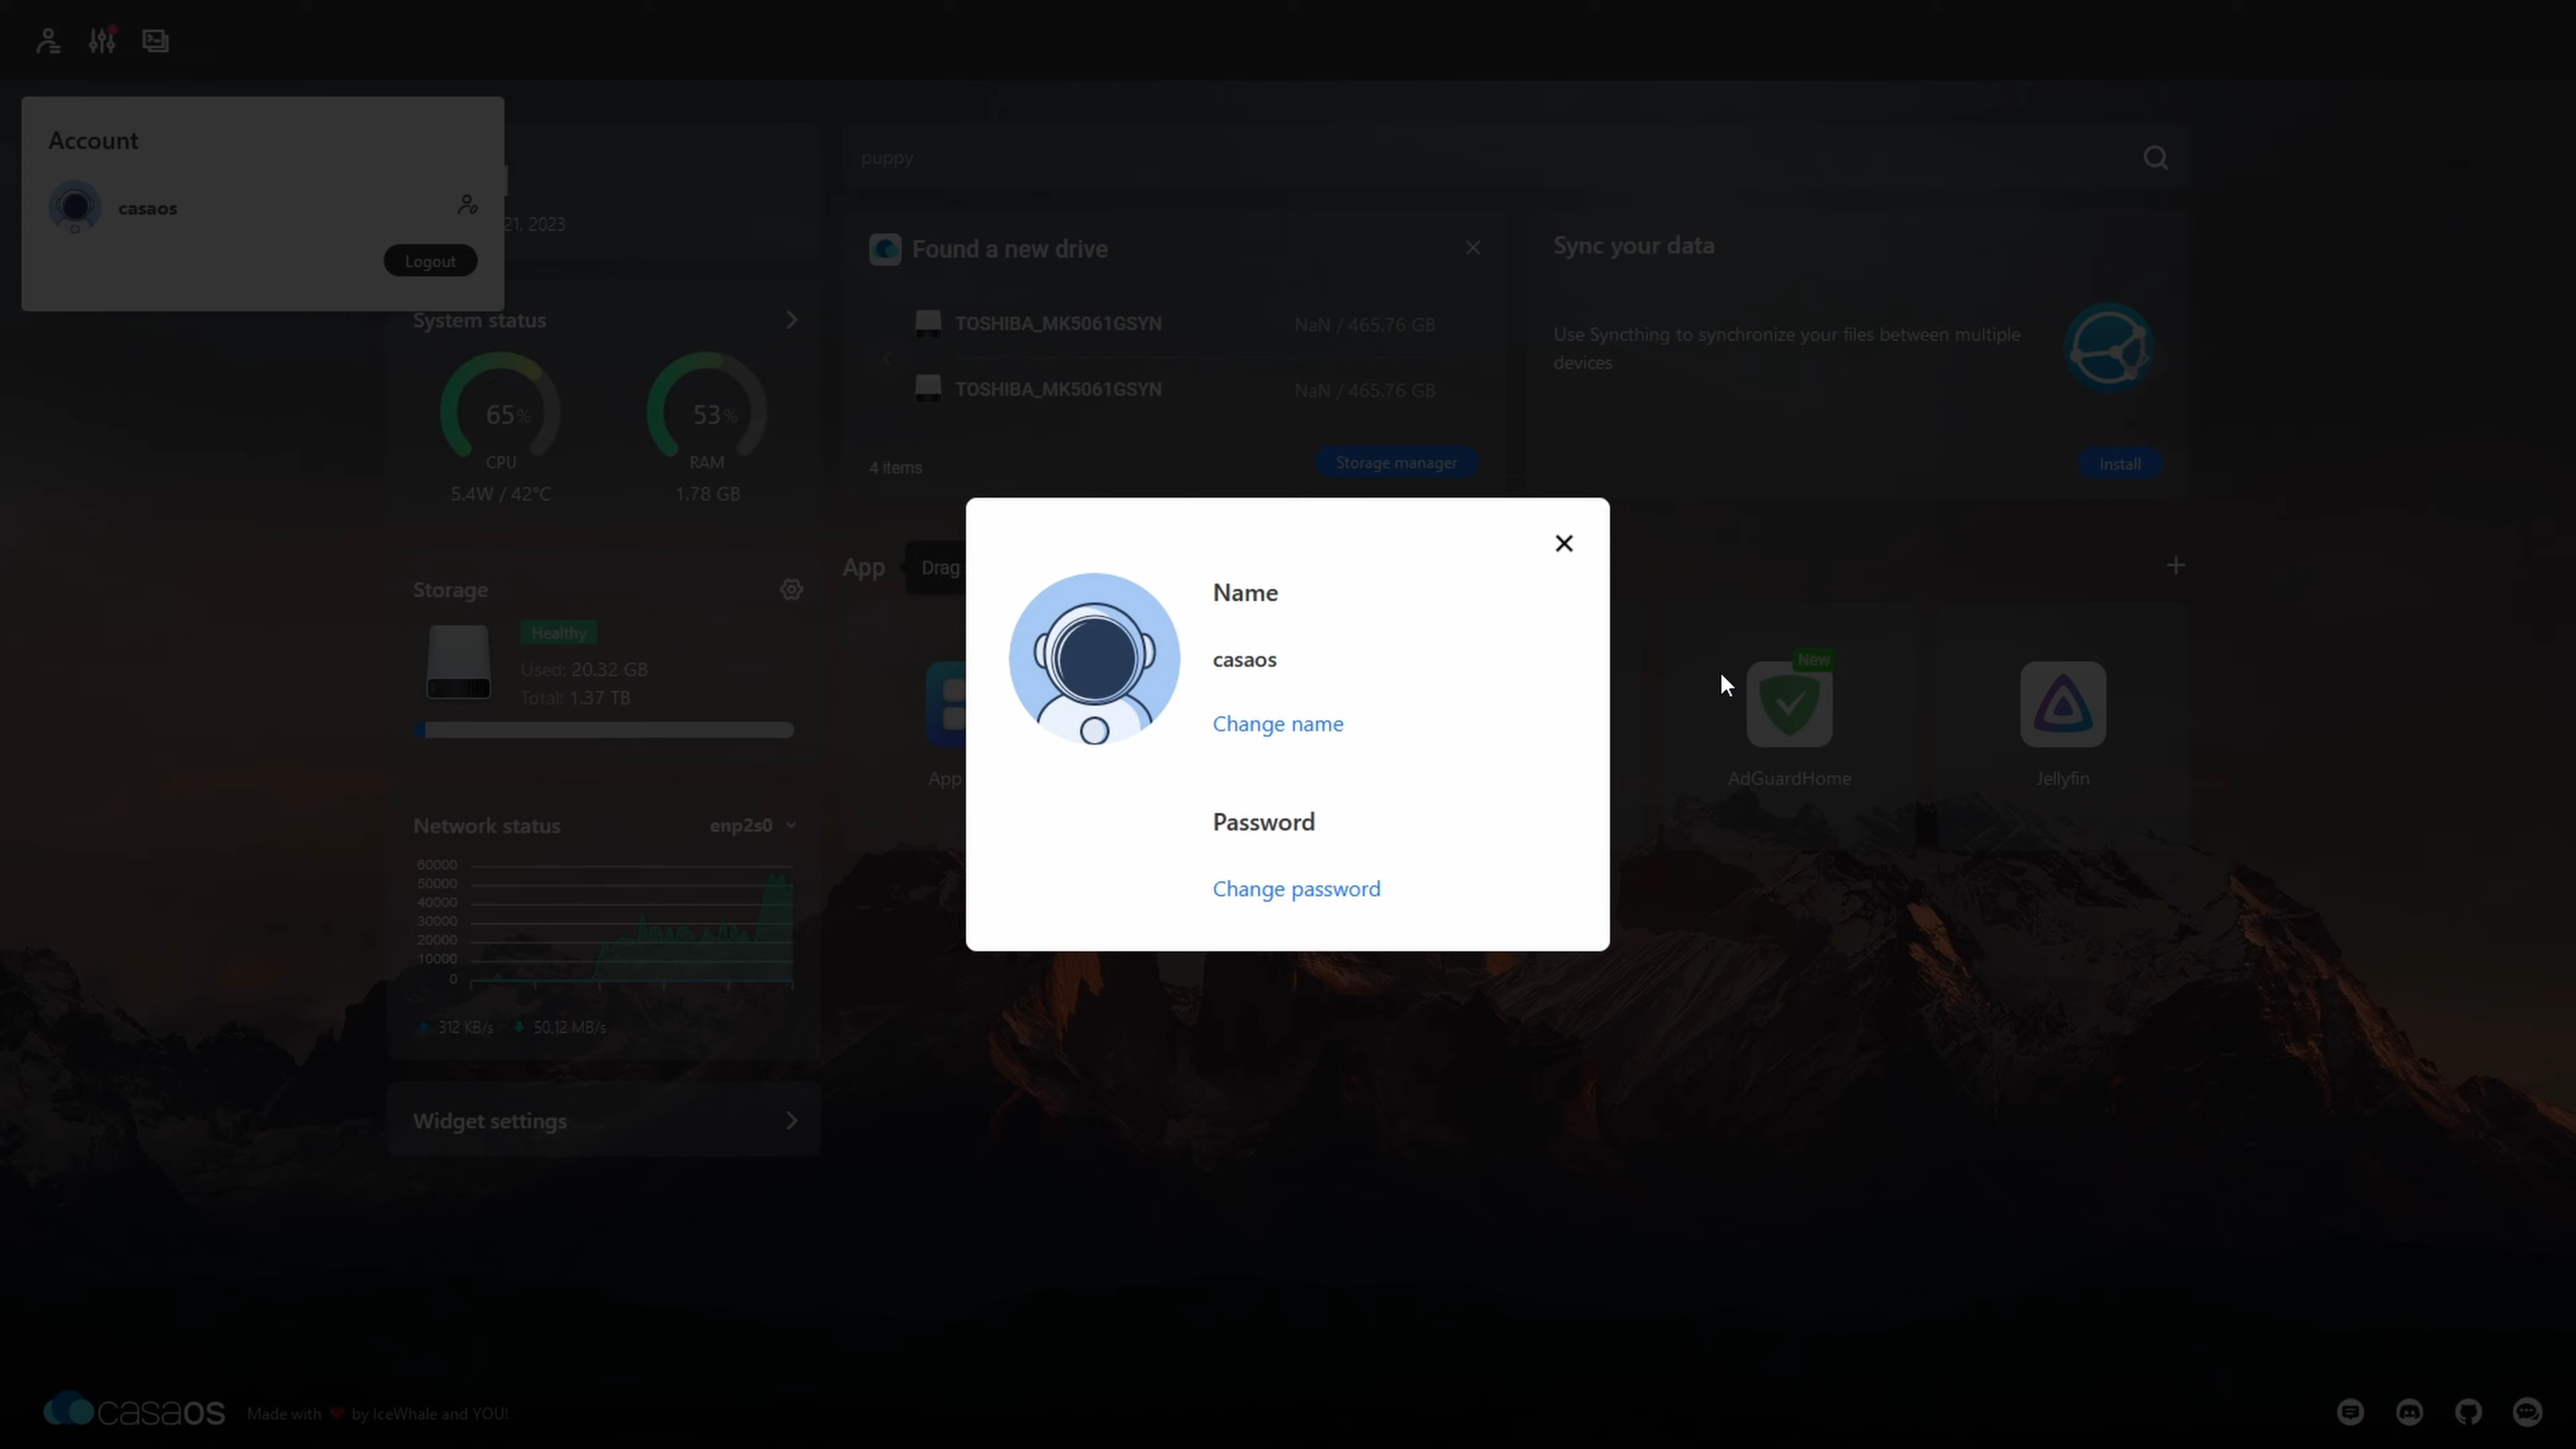 Account
casaos
Logout
21, 2023
System status
65%
CPU
5.4W / 42°C
53%
RAM
1.78 GB
Storage
Healthy
Used: 20.32 GB
Total: 1.37 TB
Network status
enp2s0
60000
50000
40000
30000
20000
10000
0
312 KB/s
50.12 MB/s
Widget settings
puppy
Found a new drive
TOSHIBA_MK5061GSYN
NaN / 465.76 GB
TOSHIBA_MK5061GSYN
NaN / 465.76 GB
4 items
Storage manager
Sync your data
Use Syncthing to synchronize your files between multiple
devices
Install
App
Drag
App
New
AdGuardHome
Jellyfin
Name
casaos
Change name
Password
Change password
casaOS
Made with ❤ by IceWhale and YOU!